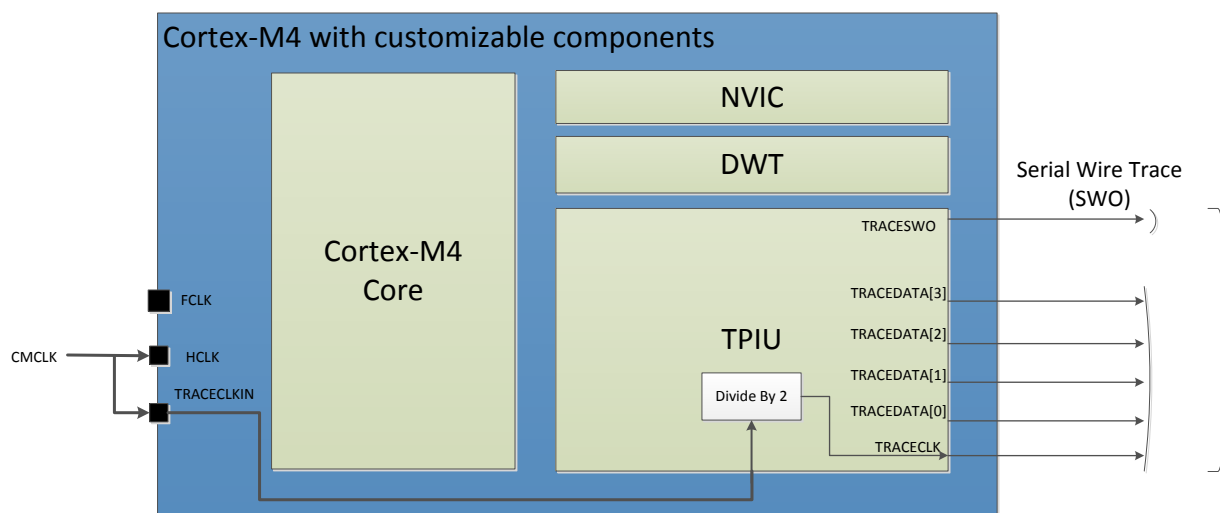 Cortex-M4 with customizable components
NVIC
DWT
Serial Wire Trace
(SWO)
TRACESWO
Cortex-M4
Core
FCLK
TRACEDATA[3]
TPIU
TRACEDATA[2]
CMCLK
HCLK
TRACEDATA[1]
TRACECLKIN
Divide By 2
TRACEDATA[0]
TRACECLK